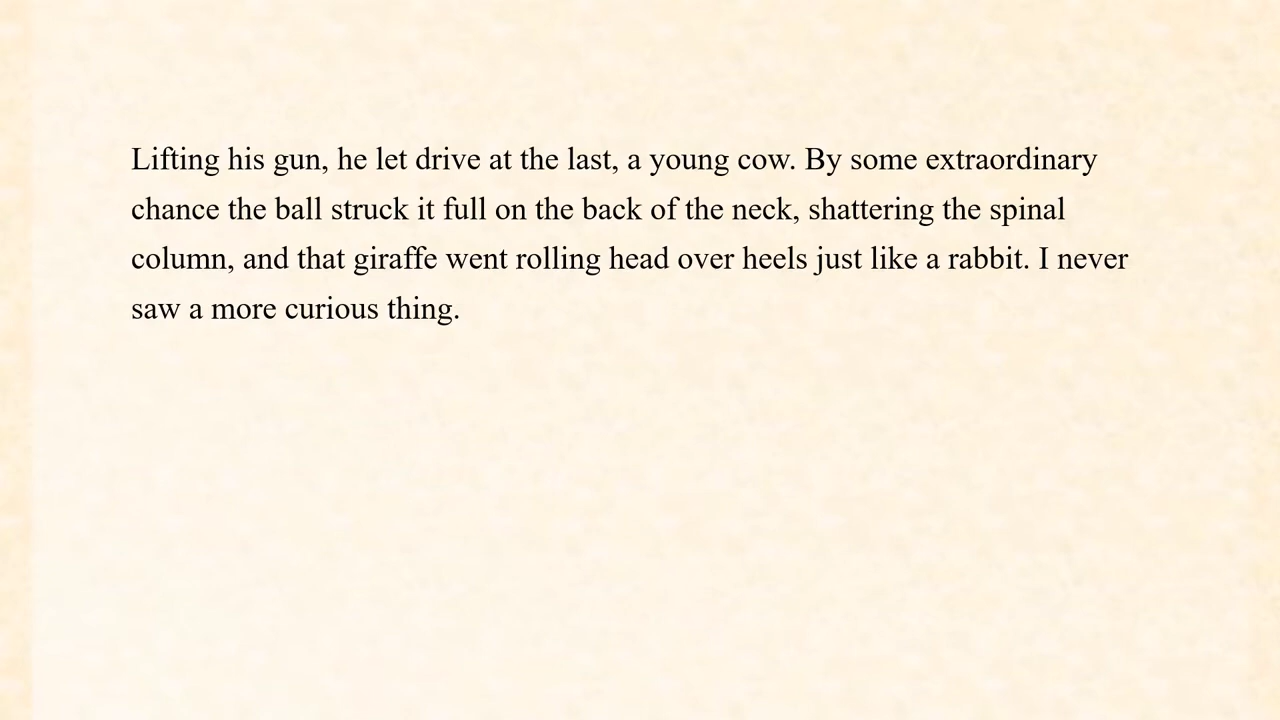 Lifting his gun, he let drive at the last, a young cow. By some extraordinary
chance the ball struck it full on the back of the neck, shattering the spinal
column, and that giraffe went rolling head over heels just like a rabbit. I never
saw a more curious thing.